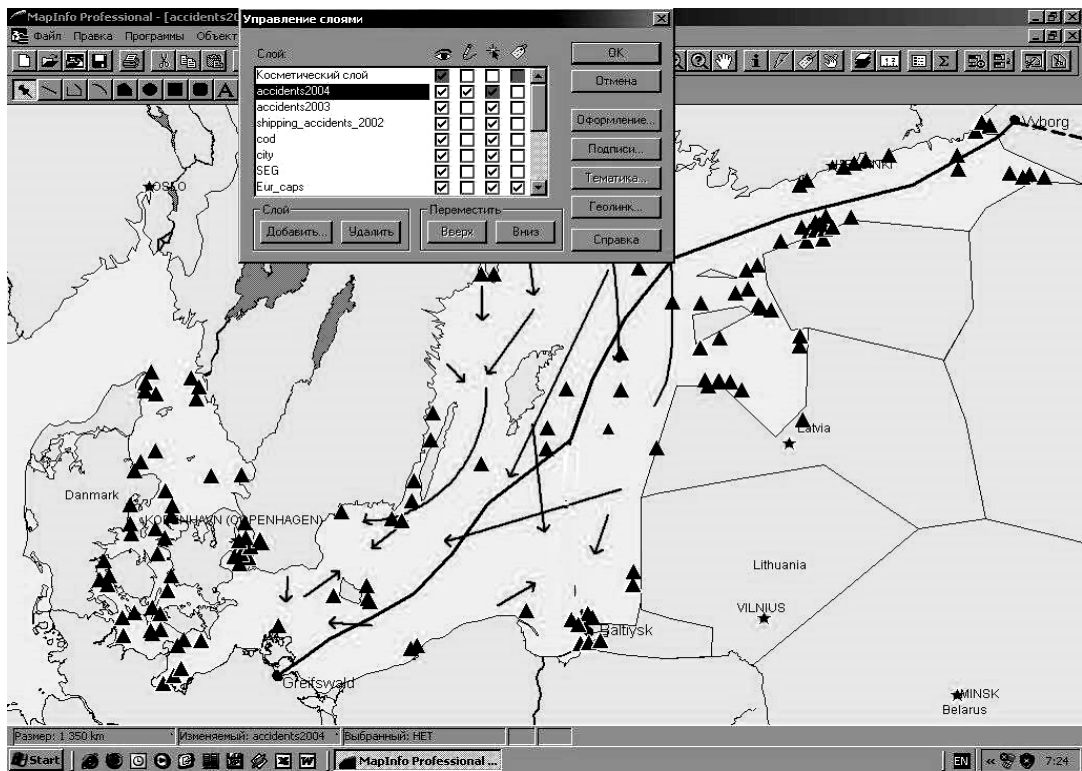 MapInfo Professional - [accidents20
Управление слоями
Файл Правка Программы Объект
Слой:
OK
Косметический слой
accidents2004
Отмена
accidents2003
shipping_accidents_2002
Оформление...
cod
city
Подписи...
SEG
Eur_caps
Тематика...
Геолинк...
Слой
Переместить
Добавить...
Удалить
Вверх
Вниз
Справка
Vyborg
OSLO
Latvia
Danmark
KOBENHAVN (COPENHAGEN)
Lithuania
VILNIUS
Baltiysk
Greifswald
MINSK
Belarus
Размер: 1 350 km
Изменяемый: accidents2004
Выбранный: НЕТ
Start
MapInfo Professional ...
EN
7:24